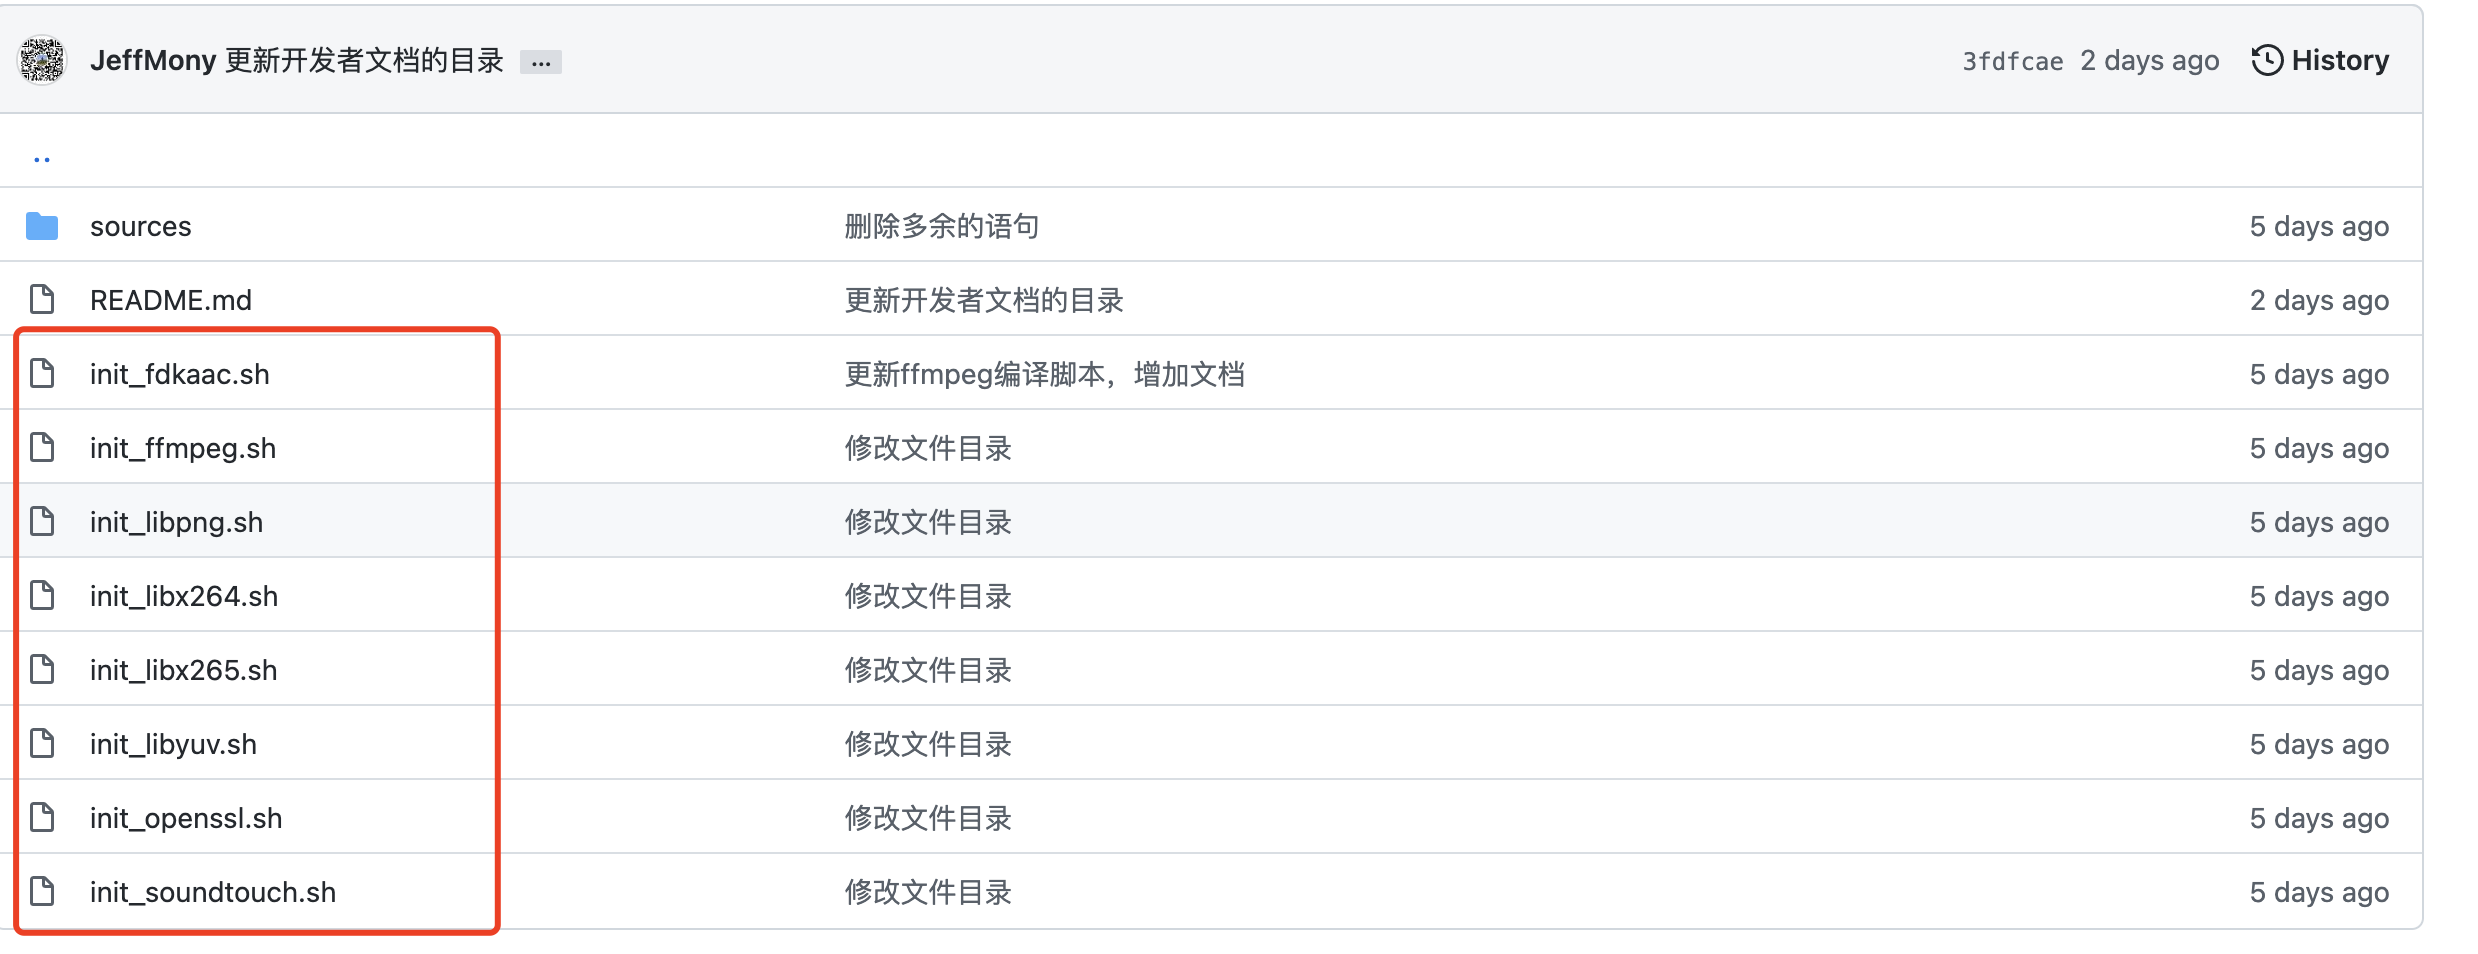 JeffMony 更新开发者文档的目录 ... 3fdfcae 2 days ago History
..
sources 删除多余的语句 5 days ago
README.md 更新开发者文档的目录 2 days ago
init_fdkaac.sh 更新ffmpeg编译脚本，增加文档 5 days ago
init_ffmpeg.sh 修改文件目录 5 days ago
init_libpng.sh 修改文件目录 5 days ago
init_libx264.sh 修改文件目录 5 days ago
init_libx265.sh 修改文件目录 5 days ago
init_libyuv.sh 修改文件目录 5 days ago
init_openssl.sh 修改文件目录 5 days ago
init_soundtouch.sh 修改文件目录 5 days ago